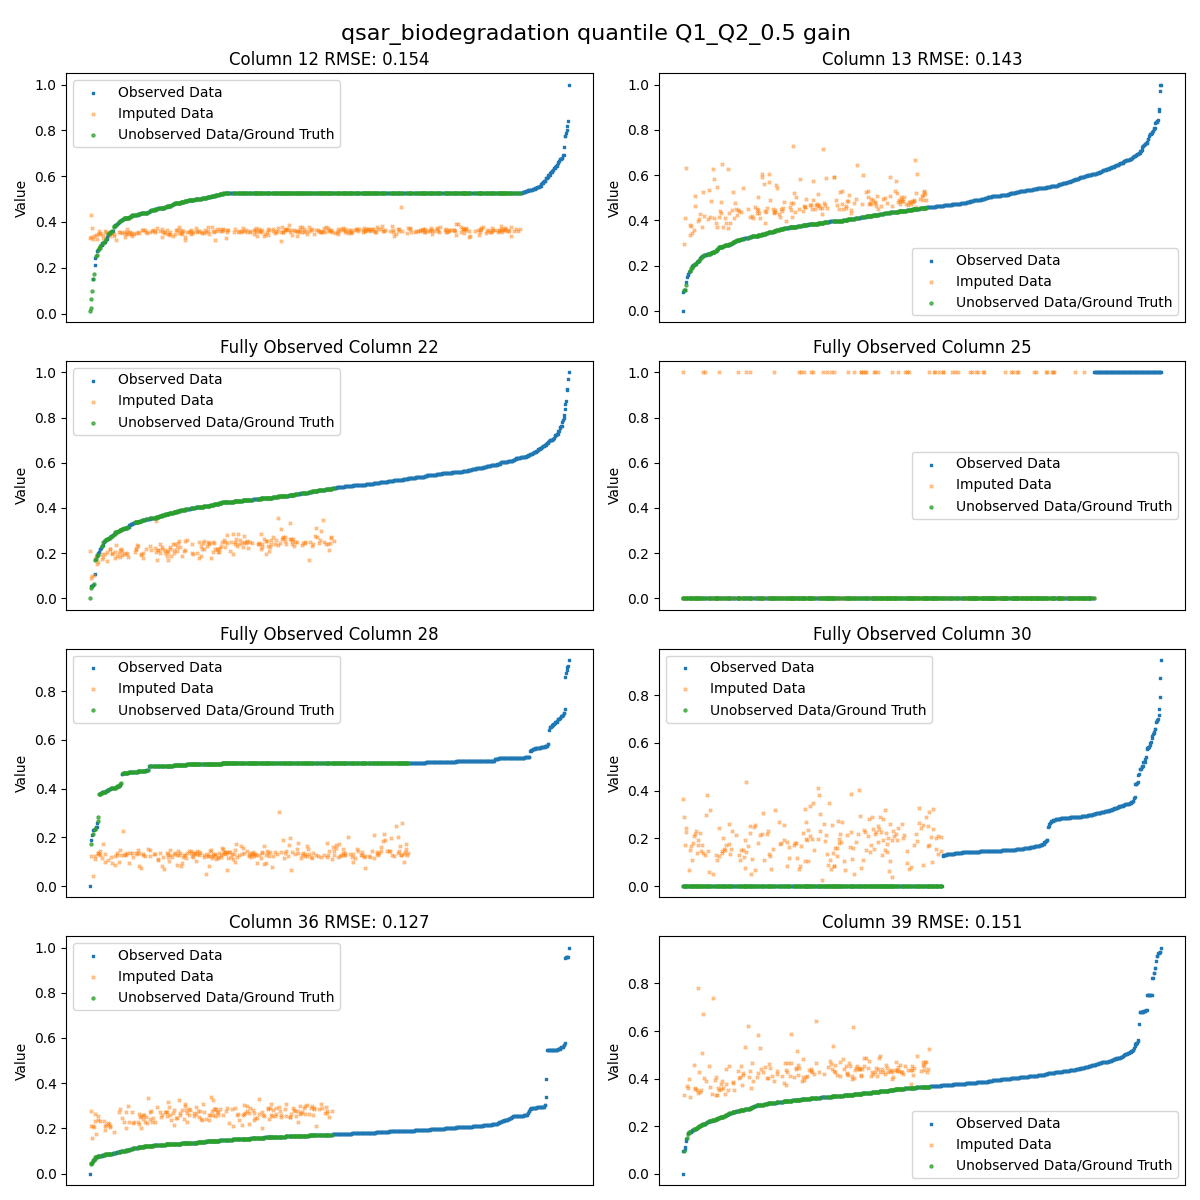 qsar_biodegradation quantile Q1_Q2_0.5 gain
Column 12 RMSE: 0.154
1.0
0.8
0.6
0.4
0.2
0.0
Value
Observed Data
Imputed Data
Unobserved Data/Ground Truth
Column 13 RMSE: 0.143
1.0
0.8
0.6
0.4
0.2
0.0
Value
Observed Data
Imputed Data
Unobserved Data/Ground Truth
Fully Observed Column 22
1.0
0.8
0.6
0.4
0.2
0.0
Value
Observed Data
Imputed Data
Unobserved Data/Ground Truth
Fully Observed Column 25
1.0
0.8
0.6
0.4
0.2
0.0
Value
Observed Data
Imputed Data
Unobserved Data/Ground Truth
Fully Observed Column 28
0.8
0.6
0.4
0.2
0.0
Value
Observed Data
Imputed Data
Unobserved Data/Ground Truth
Fully Observed Column 30
0.8
0.6
0.4
0.2
0.0
Value
Observed Data
Imputed Data
Unobserved Data/Ground Truth
Column 36 RMSE: 0.127
1.0
0.8
0.6
0.4
0.2
0.0
Value
Observed Data
Imputed Data
Unobserved Data/Ground Truth
Column 39 RMSE: 0.151
0.8
0.6
0.4
0.2
0.0
Value
Observed Data
Imputed Data
Unobserved Data/Ground Truth